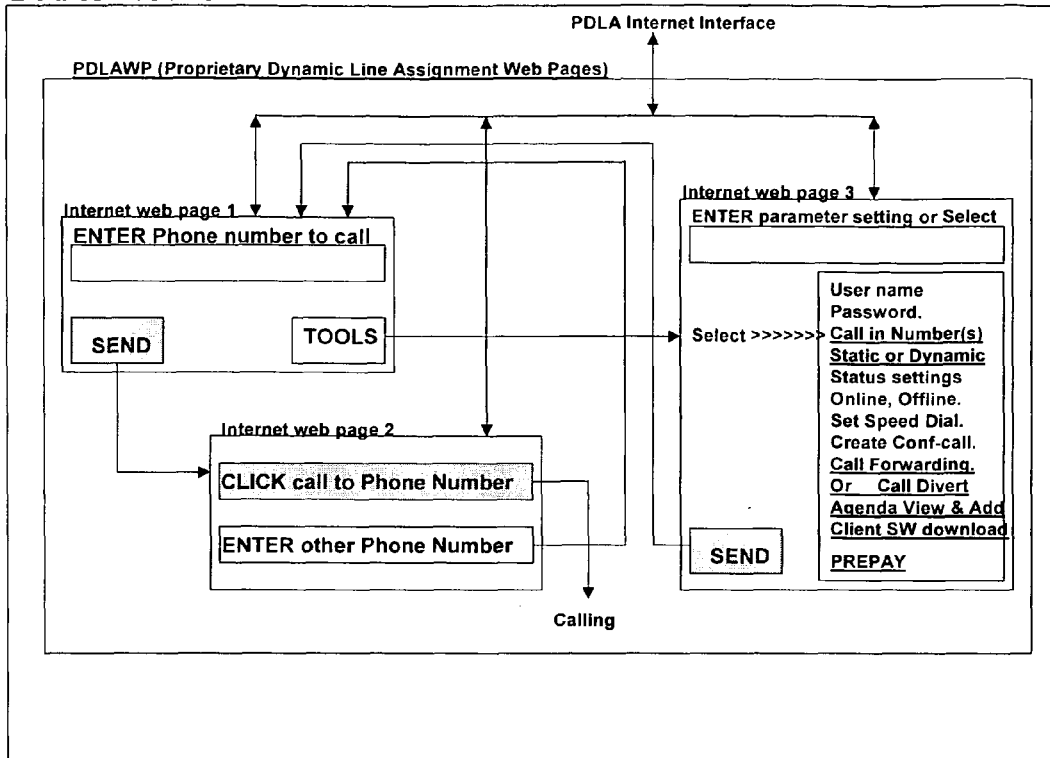 PDLA Internet Interface
PDLAWP (Proprietary Dynamic Line Assignment Web Pages)
Internet web page 1
ENTER Phone number to call
SEND
TOOLS
Internet web page 2
CLICK call to Phone Number
ENTER other Phone Number
Calling
Internet web page 3
ENTER parameter setting or Select
Select >>>>>>>
User name
Password.
Call in Number(s)
Static or Dynamic
Status settings
Online, Offline.
Set Speed Dial.
Create Conf-call.
Call Forwarding.
Or Call Divert
Agenda View & Add
Client SW download
PREPAY
SEND